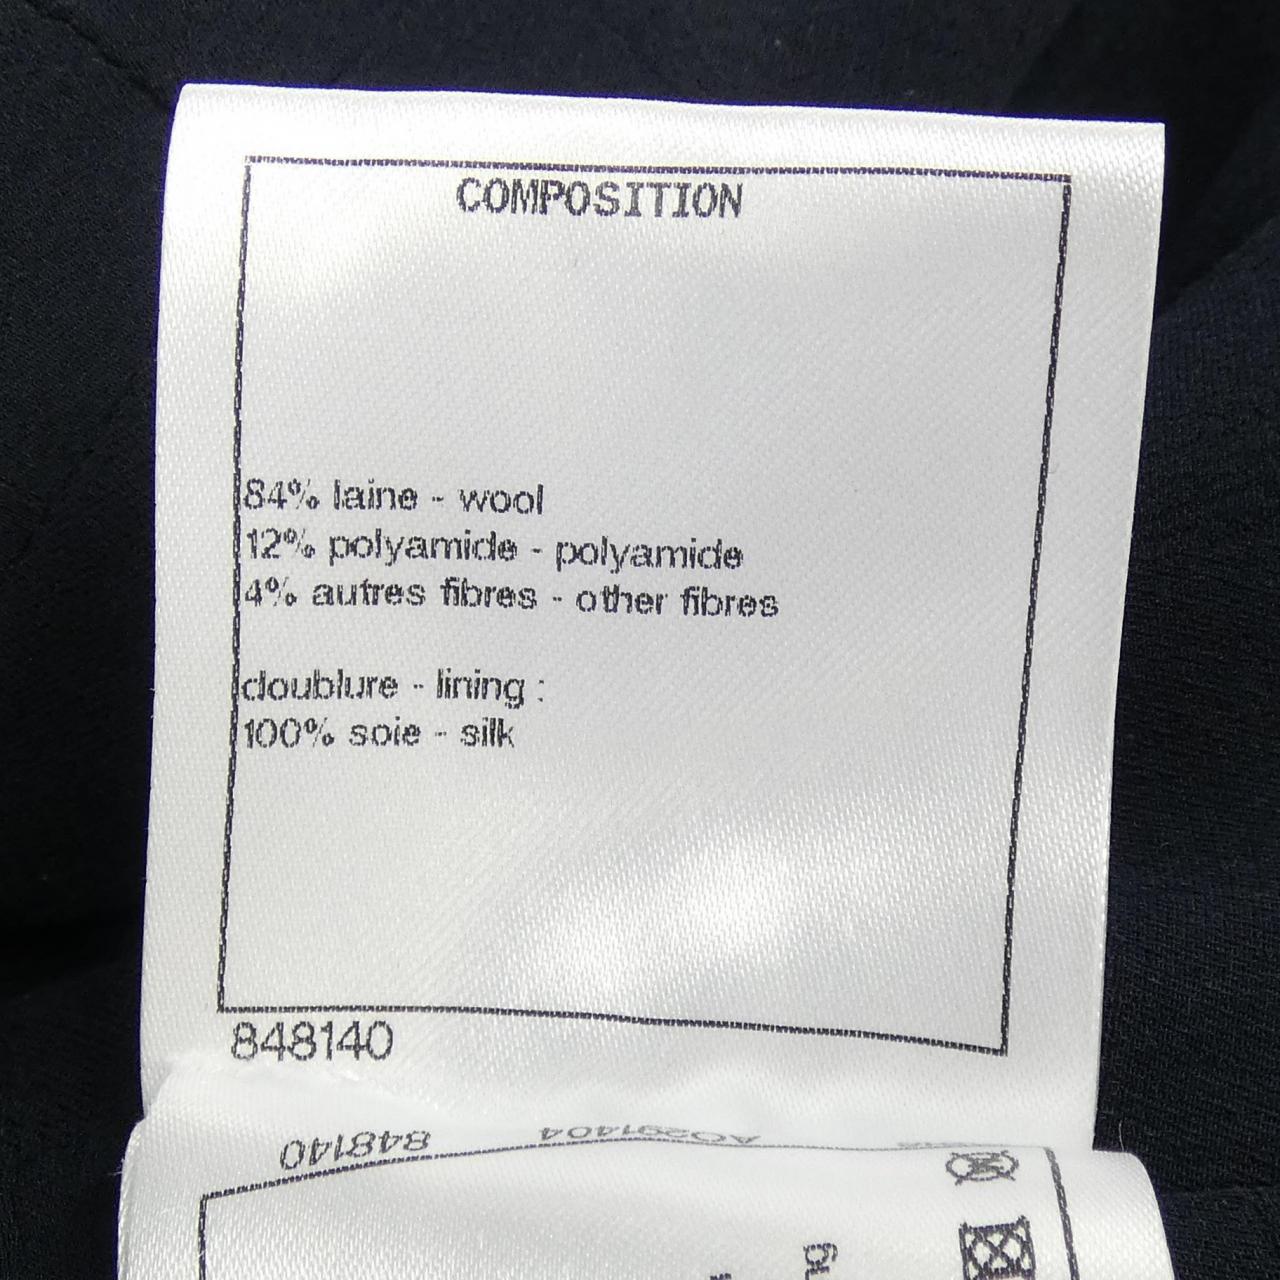 COMPOSITION
84% laine - wool
12% polyamide - polyamide
4% autres fibres - other fibres
doublure - lining :
100% soie - silk
848140
848140